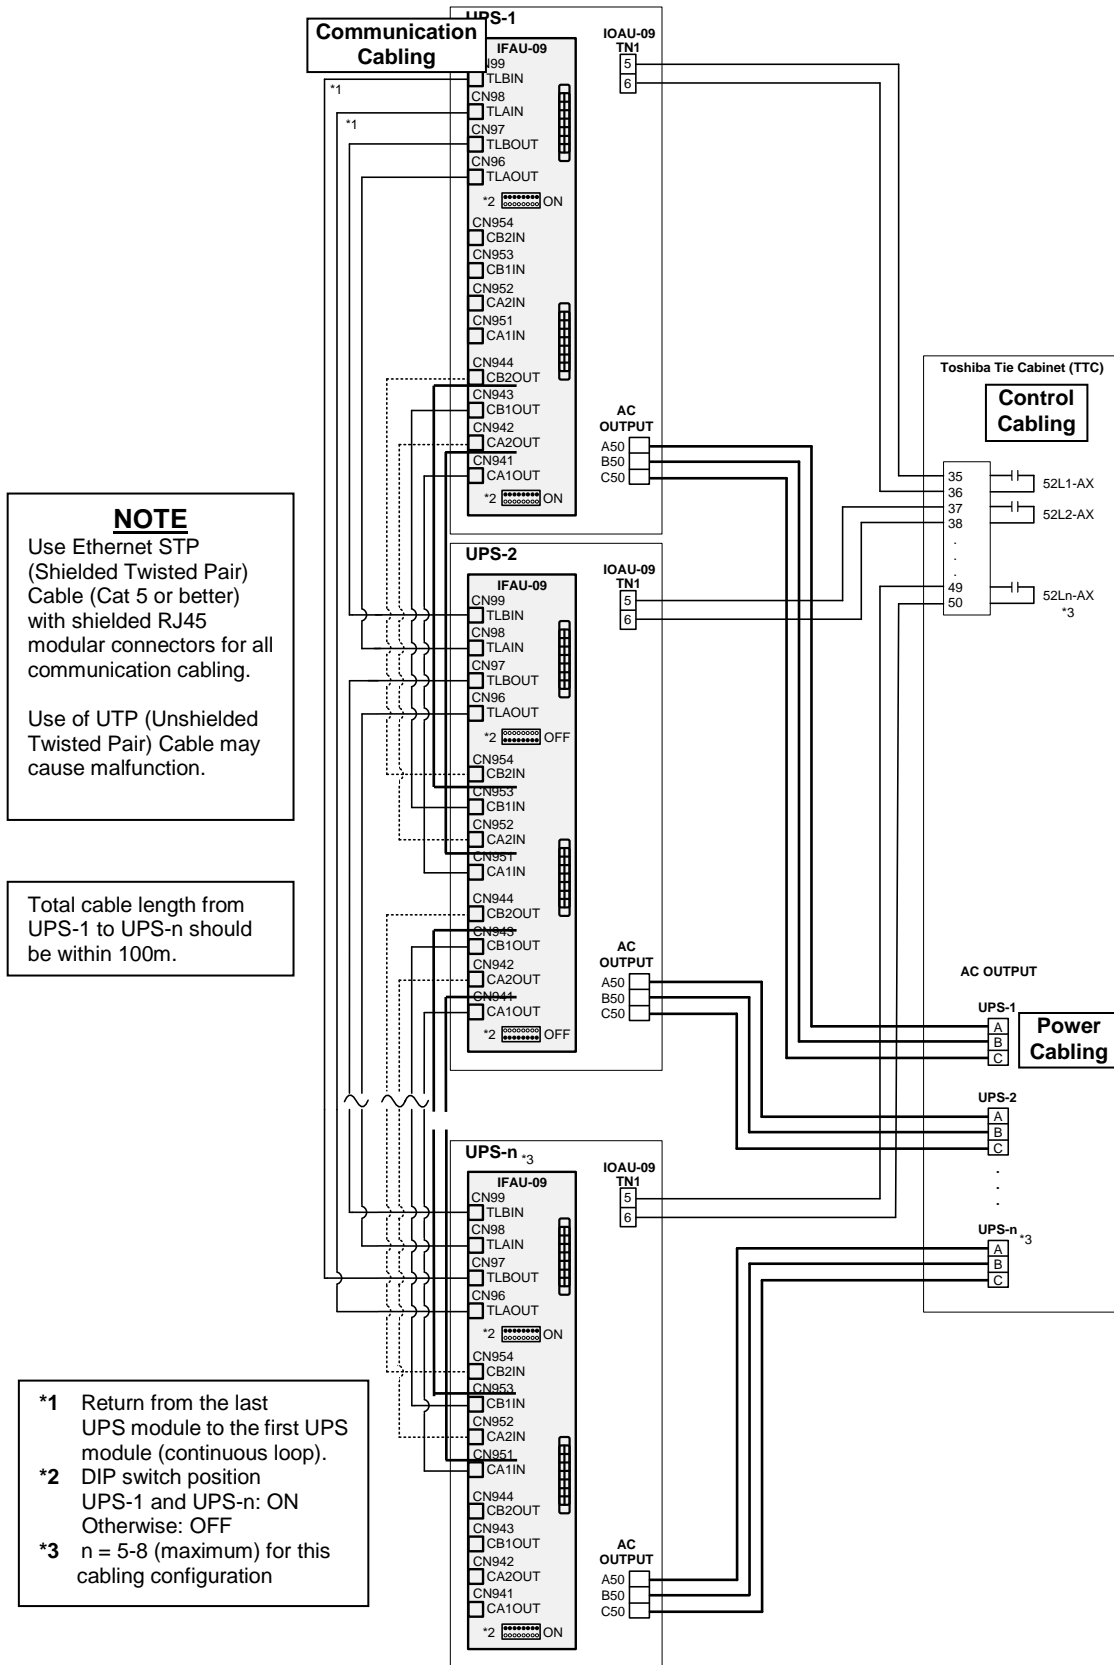 UPS-1
Communication
Cabling
IFAU-09
IOAU-09
TN1
5
6
N99
TLBIN
*1
CN98
TLAIN
*1
CN97
TLBOUT
CN96
TLAOUT
*2 ON
CN954
CB2IN
CN953
CB1IN
CN952
CA2IN
CN951
CA1IN
CN944
CB2OUT
CN943
CB1OUT
CN942
CA2OUT
CN941
CA1OUT
*2 ON
AC
OUTPUT
A50
B50
C50
Toshiba Tie Cabinet (TTC)
Control
Cabling
35
36
37
38
.
.
.
.
49
50
52L1-AX
52L2-AX
52Ln-AX
*3
NOTE
Use Ethernet STP
(Shielded Twisted Pair)
Cable (Cat 5 or better)
with shielded RJ45
modular connectors for all
communication cabling.
Use of UTP (Unshielded
Twisted Pair) Cable may
cause malfunction.
Total cable length from
UPS-1 to UPS-n should
be within 100m.
UPS-2
IFAU-09
IOAU-09
TN1
5
6
CN99
TLBIN
CN98
TLAIN
CN97
TLBOUT
CN96
TLAOUT
*2 OFF
CN954
CB2IN
CN953
CB1IN
CN952
CA2IN
CN951
CA1IN
CN944
CB2OUT
CN943
CB1OUT
CN942
CA2OUT
CN941
CA1OUT
*2 OFF
AC
OUTPUT
A50
B50
C50
AC OUTPUT
UPS-1
A
B
C
Power
Cabling
UPS-2
A
B
C
.
.
.
UPS-n *3
A
B
C
UPS-n *3
IFAU-09
IOAU-09
TN1
5
6
CN99
TLBIN
CN98
TLAIN
CN97
TLBOUT
CN96
TLAOUT
*2 ON
CN954
CB2IN
CN953
CB1IN
CN952
CA2IN
CN951
CA1IN
CN944
CB2OUT
CN943
CB1OUT
CN942
CA2OUT
CN941
CA1OUT
*2 ON
AC
OUTPUT
A50
B50
C50
*1 Return from the last
UPS module to the first UPS
module (continuous loop).
*2 DIP switch position
UPS-1 and UPS-n: ON
Otherwise: OFF
*3 n = 5-8 (maximum) for this
cabling configuration